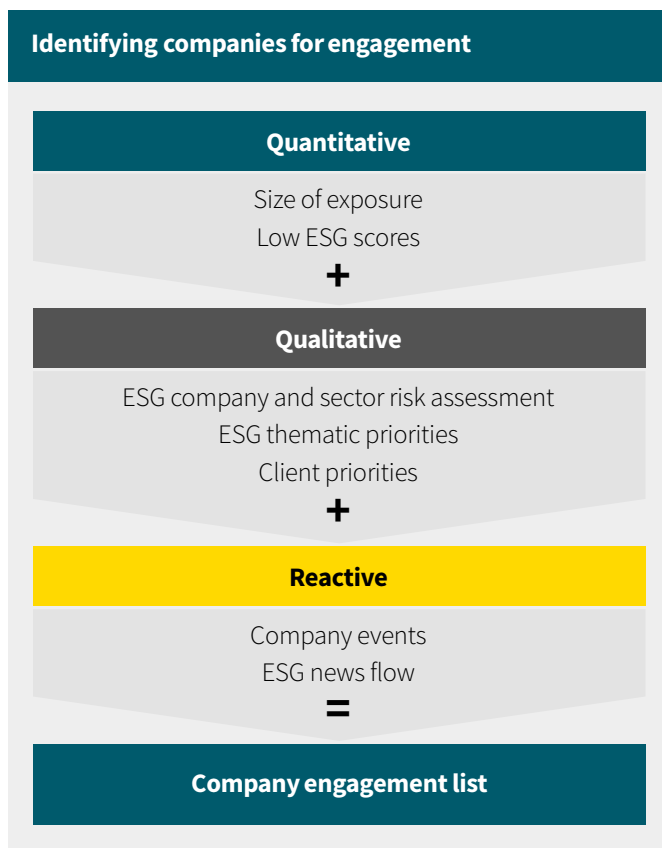 Identifying companies for engagement
Quantitative
Size of exposure
Low ESG scores
+
Qualitative
ESG company and sector risk assessment
ESG thematic priorities
Client priorities
+
Reactive
Company events
ESG news flow
=
Company engagement list